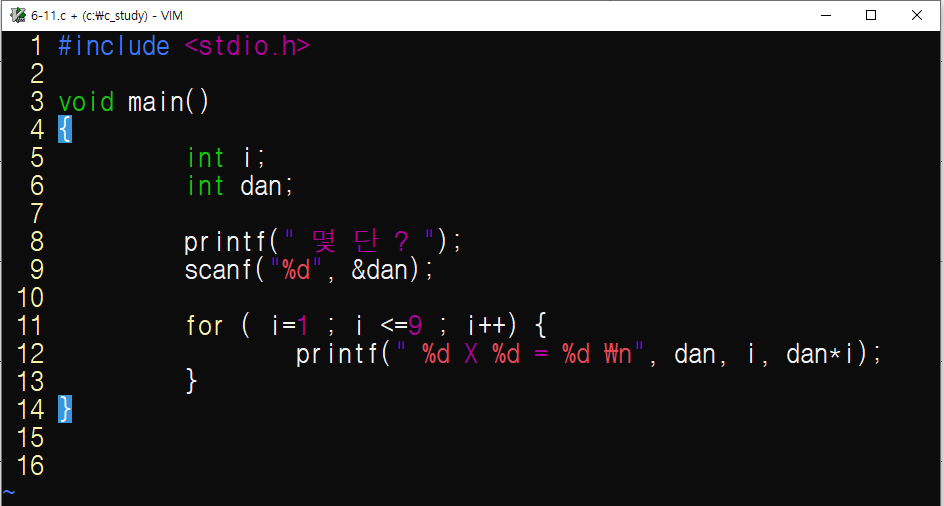 6-11.c + (c:₩c_study) - VIM
1 #include <stdio.h>
2
3 void main()
4 {
5 int i;
6 int dan;
7
8 printf(" 몇 단 ? ");
9 scanf("%d", &dan);
10
11 for ( i=1 ; i <=9 ; i++) {
12 printf(" %d X %d = %d ₩n", dan, i, dan*i);
13 }
14 }
15
16
~